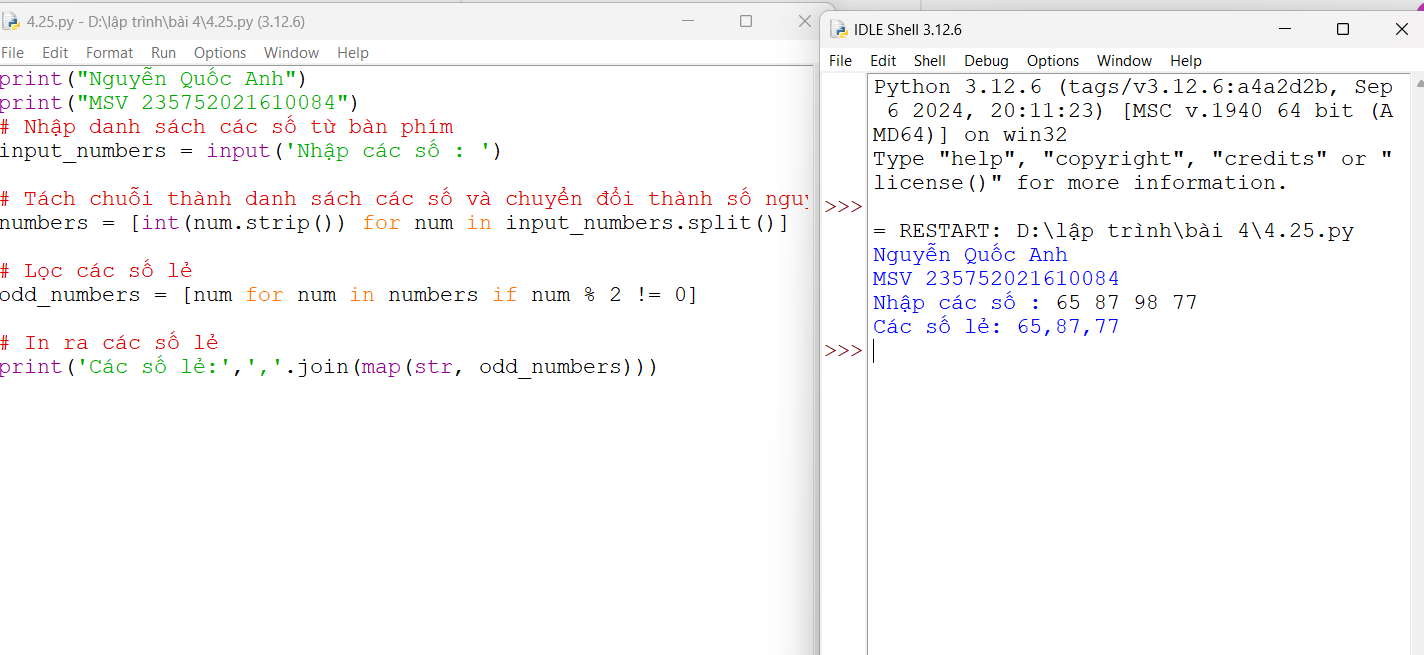 4.25.py - D:\lập trình\bài 4\4.25.py (3.12.6)
File Edit Format Run Options Window Help
print("Nguyễn Quốc Anh")
print("MSV 235752021610084")
# Nhập danh sách các số từ bàn phím
input_numbers = input('Nhập các số : ')
# Tách chuỗi thành danh sách các số và chuyển đổi thành số nguy
numbers = [int(num.strip()) for num in input_numbers.split()]
# Lọc các số lẻ
odd_numbers = [num for num in numbers if num % 2 != 0]
# In ra các số lẻ
print('Các số lẻ:',','.join(map(str, odd_numbers)))
IDLE Shell 3.12.6
File Edit Shell Debug Options Window Help
Python 3.12.6 (tags/v3.12.6:a4a2d2b, Sep
6 2024, 20:11:23) [MSC v.1940 64 bit (A
MD64)] on win32
Type "help", "copyright", "credits" or "
license()" for more information.
>>>
= RESTART: D:\lập trình\bài 4\4.25.py
Nguyễn Quốc Anh
MSV 235752021610084
Nhập các số : 65 87 98 77
Các số lẻ: 65,87,77
>>>